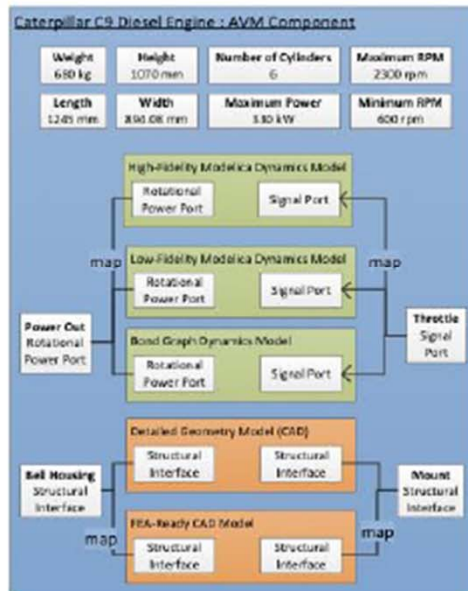 Caterpillar C9 Diesel Engine : AVM Component
Weight
680 kg
Height
1070 mm
Number of Cylinders
6
Maximum RPM
2300 rpm
Length
1245 mm
Width
894.08 mm
Maximum Power
330 kW
Minimum RPM
600 rpm
High-Fidelity Modelica Dynamics Model
Rotational
Power Port
Signal Port
map
map
Low-Fidelity Modelica Dynamics Model
Rotational
Power Port
Signal Port
Power Out
Rotational
Power Port
Throttle
Signal
Port
Bond Graph Dynamics Model
Rotational
Power Port
Signal Port
Detailed Geometry Model (CAD)
Structural
Interface
Structural
Interface
Bell Housing
Structural
Interface
Mount
Structural
Interface
map
map
FEA-Ready CAD Model
Structural
Interface
Structural
Interface